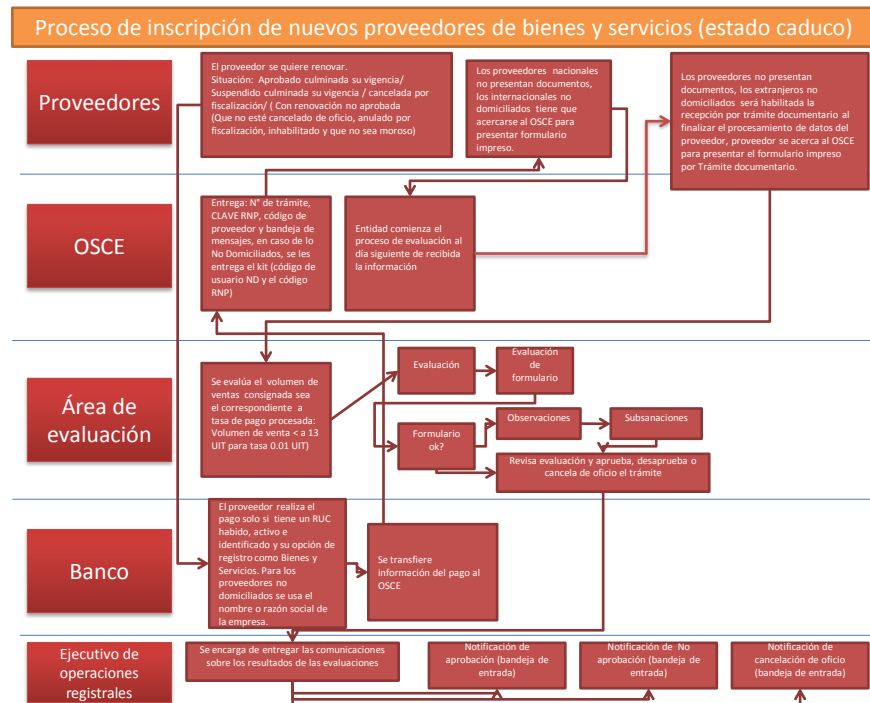 Proceso de inscripción de nuevos proveedores de bienes y servicios (estado caduco)
Proveedores
El proveedor se quiere renovar.
Situación: Aprobado culminada su vigencia/
Suspendido culminada su vigencia / cancelada por
fiscalización/ ( Con renovación no aprobada
(Que no esté cancelado de oficio, anulado por
fiscalización, inhabilitado y que no sea moroso)
Los proveedores nacionales
no presentan documentos,
los internacionales no
domiciliados tiene que
acercarse al OSCE para
presentar formulario
impreso.
Los proveedores no presentan
documentos, los extranjeros no
domiciliados será habilitada la
recepción por trámite documentario al
finalizar el procesamiento de datos del
proveedor, proveedor se acerca al OSCE
para presentar el formulario impreso
por Trámite documentario.
OSCE
Entrega: N° de trámite,
CLAVE RNP, código de
proveedor y bandeja de
mensajes, en caso de lo
No Domiciliados, se les
entrega el kit (código de
usuario ND y el código
RNP)
Entidad comienza el
proceso de evaluación al
día siguiente de recibida
la información
Área de
evaluación
Se evalúa el volumen de
ventas consignada sea
el correspondiente a
tasa de pago procesada:
Volumen de venta < a 13
UIT para tasa 0.01 UIT)
Evaluación
Evaluación
de
formulario
Formulario
ok?
Observaciones
Subsanaciones
Revisa evaluación y aprueba, desaprueba o
cancela de oficio el trámite
Banco
El proveedor realiza el
pago solo si tiene un RUC
habido, activo e
identificado y su opción de
registro como Bienes y
Servicios. Para los
proveedores no
domiciliados se usa el
nombre o razón social de
la empresa.
Se transfiere
información del pago al
OSCE
Ejecutivo de
operaciones
registrales
Se encarga de entregar las comunicaciones
sobre los resultados de las evaluaciones
Notificación de
aprobación (bandeja de
entrada)
Notificación de No
aprobación (bandeja de
entrada)
Notificación de
cancelación de oficio
(bandeja de entrada)